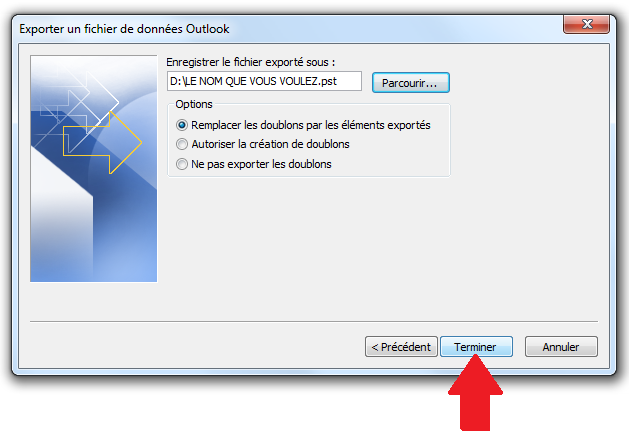 Exporter un fichier de données Outlook
Enregistrer le fichier exporté sous :
D:\LE NOM QUE VOUS VOULEZ.pst
Parcourir...
Options
Remplacer les doublons par les éléments exportés
Autoriser la création de doublons
Ne pas exporter les doublons
< Précédent
Terminer
Annuler